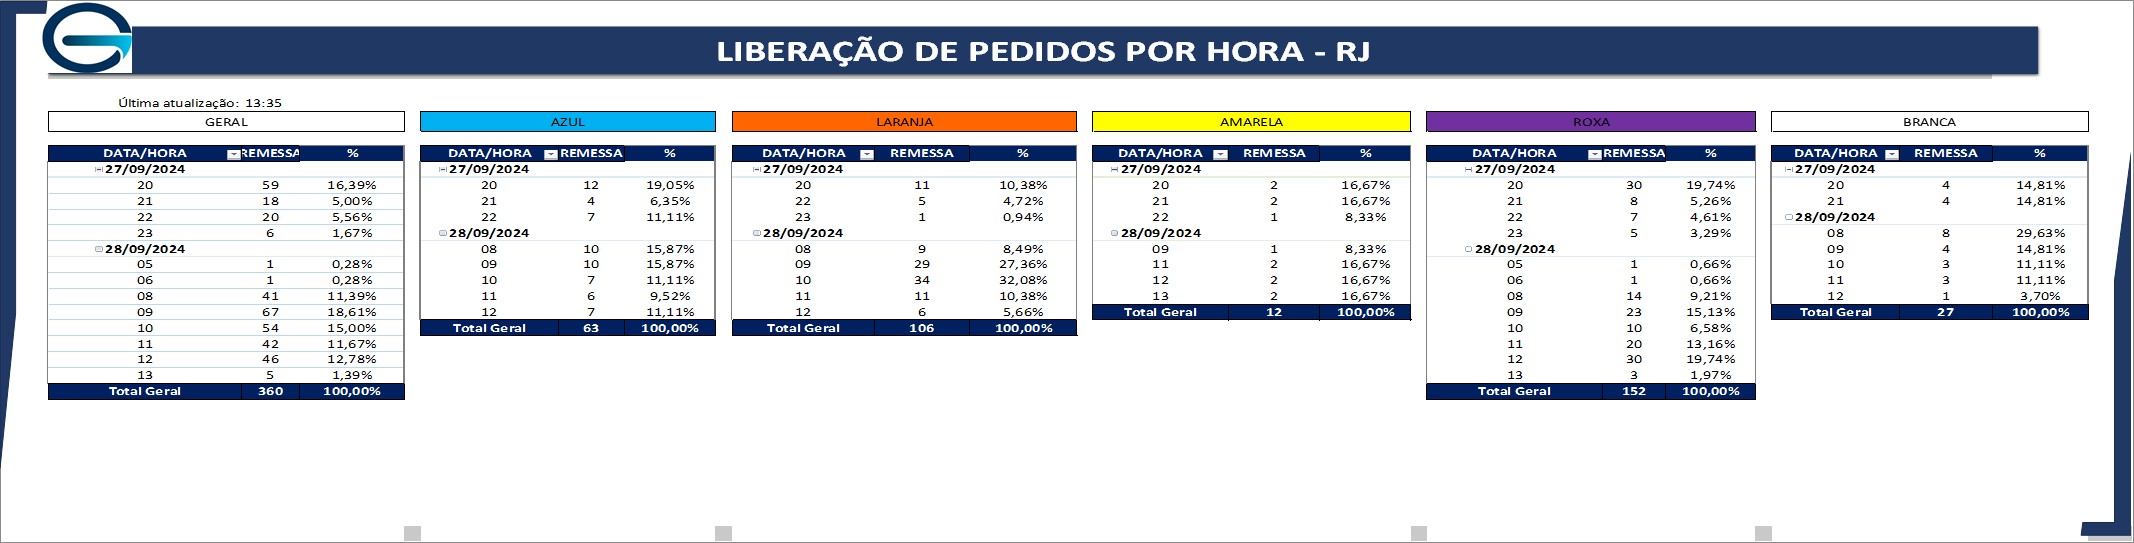 LIBERAÇÃO DE PEDIDOS POR HORA - RJ
Última atualização: 13:35
GERAL
DATA/HORA REMESSA %
27/09/2024
20 59 16,39%
21 18 5,00%
22 20 5,56%
23 6 1,67%
28/09/2024
05 1 0,28%
06 1 0,28%
08 41 11,39%
09 67 18,61%
10 54 15,00%
11 42 11,67%
12 46 12,78%
13 5 1,39%
Total Geral 360 100,00%
AZUL
DATA/HORA REMESSA %
27/09/2024
20 12 19,05%
21 4 6,35%
22 7 11,11%
28/09/2024
08 10 15,87%
09 10 15,87%
10 7 11,11%
11 6 9,52%
12 7 11,11%
Total Geral 63 100,00%
LARANJA
DATA/HORA REMESSA %
27/09/2024
20 11 10,38%
22 5 4,72%
23 1 0,94%
28/09/2024
08 9 8,49%
09 29 27,36%
10 34 32,08%
11 11 10,38%
12 6 5,66%
Total Geral 106 100,00%
AMARELA
DATA/HORA REMESSA %
27/09/2024
20 2 16,67%
21 2 16,67%
22 1 8,33%
28/09/2024
09 1 8,33%
11 2 16,67%
12 2 16,67%
13 2 16,67%
Total Geral 12 100,00%
ROXA
DATA/HORA REMESSA %
27/09/2024
20 30 19,74%
21 8 5,26%
22 7 4,61%
23 5 3,29%
28/09/2024
05 1 0,66%
06 1 0,66%
08 14 9,21%
09 23 15,13%
10 10 6,58%
11 20 13,16%
12 30 19,74%
13 3 1,97%
Total Geral 152 100,00%
BRANCA
DATA/HORA REMESSA %
27/09/2024
20 4 14,81%
21 4 14,81%
28/09/2024
08 8 29,63%
09 4 14,81%
10 3 11,11%
11 3 11,11%
12 1 3,70%
Total Geral 27 100,00%